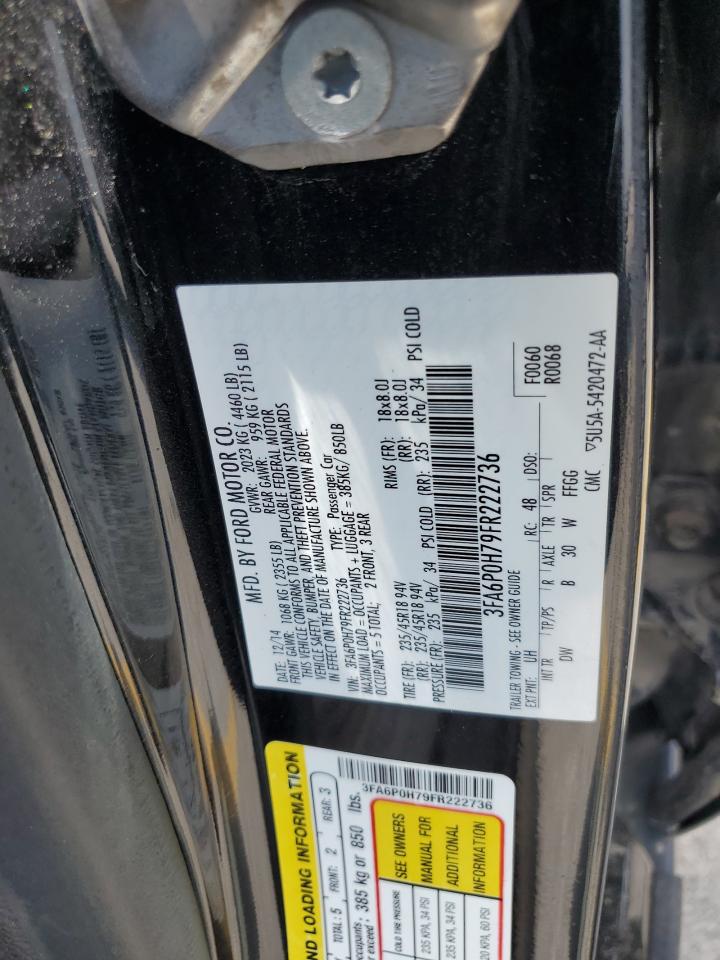 MFD. BY FORD MOTOR CO.
DATE: 12/14 GVWR: 2023 KG ( 4460 LB)
FRONT GAWR: 1068 KG ( 2355 LB) REAR GAWR: 959 KG ( 2115 LB)
THIS VEHICLE CONFORMS TO ALL APPLICABLE FEDERAL MOTOR
VEHICLE SAFETY, BUMPER, AND THEFT PREVENTION STANDARDS
IN EFFECT ON THE DATE OF MANUFACTURE SHOWN ABOVE.
VIN: 3FA6P0H79FR222736 TYPE: Passenger Car
MAXIMUM LOAD = OCCUPANTS + LUGGAGE = 385KG/ 850LB
OCCUPANTS = 5 TOTAL; 2 FRONT, 3 REAR
TIRE (FR): 235/45R18 94V RIMS (FR): 18x8.0J
(RR): 235/45R18 94V (RR): 18x8.0J
PRESSURE (FR): 235 kPa/ 34 PSI COLD (RR): 235 kPa/ 34 PSI COLD
3FA6P0H79FR222736
TRAILER TOWING - SEE OWNER GUIDE
F0060
R0068
EXT PNT: UH RC: 48 DSO:
INT TR TP/PS R AXLE TR SPR
DW B 30 W FFGG
CMC ▽5U5A-5420472-AA
ND LOADING INFORMATION
TOTAL: 5 FRONT: 2 REAR: 3
385 kg or 850 lbs.
3FA6P0H79FR222736
COLD TIRE PRESSURE
235 KPA, 34 PSI
235 KPA, 34 PSI
20 KPA, 60 PSI
SEE OWNERS
MANUAL FOR
ADDITIONAL
INFORMATION